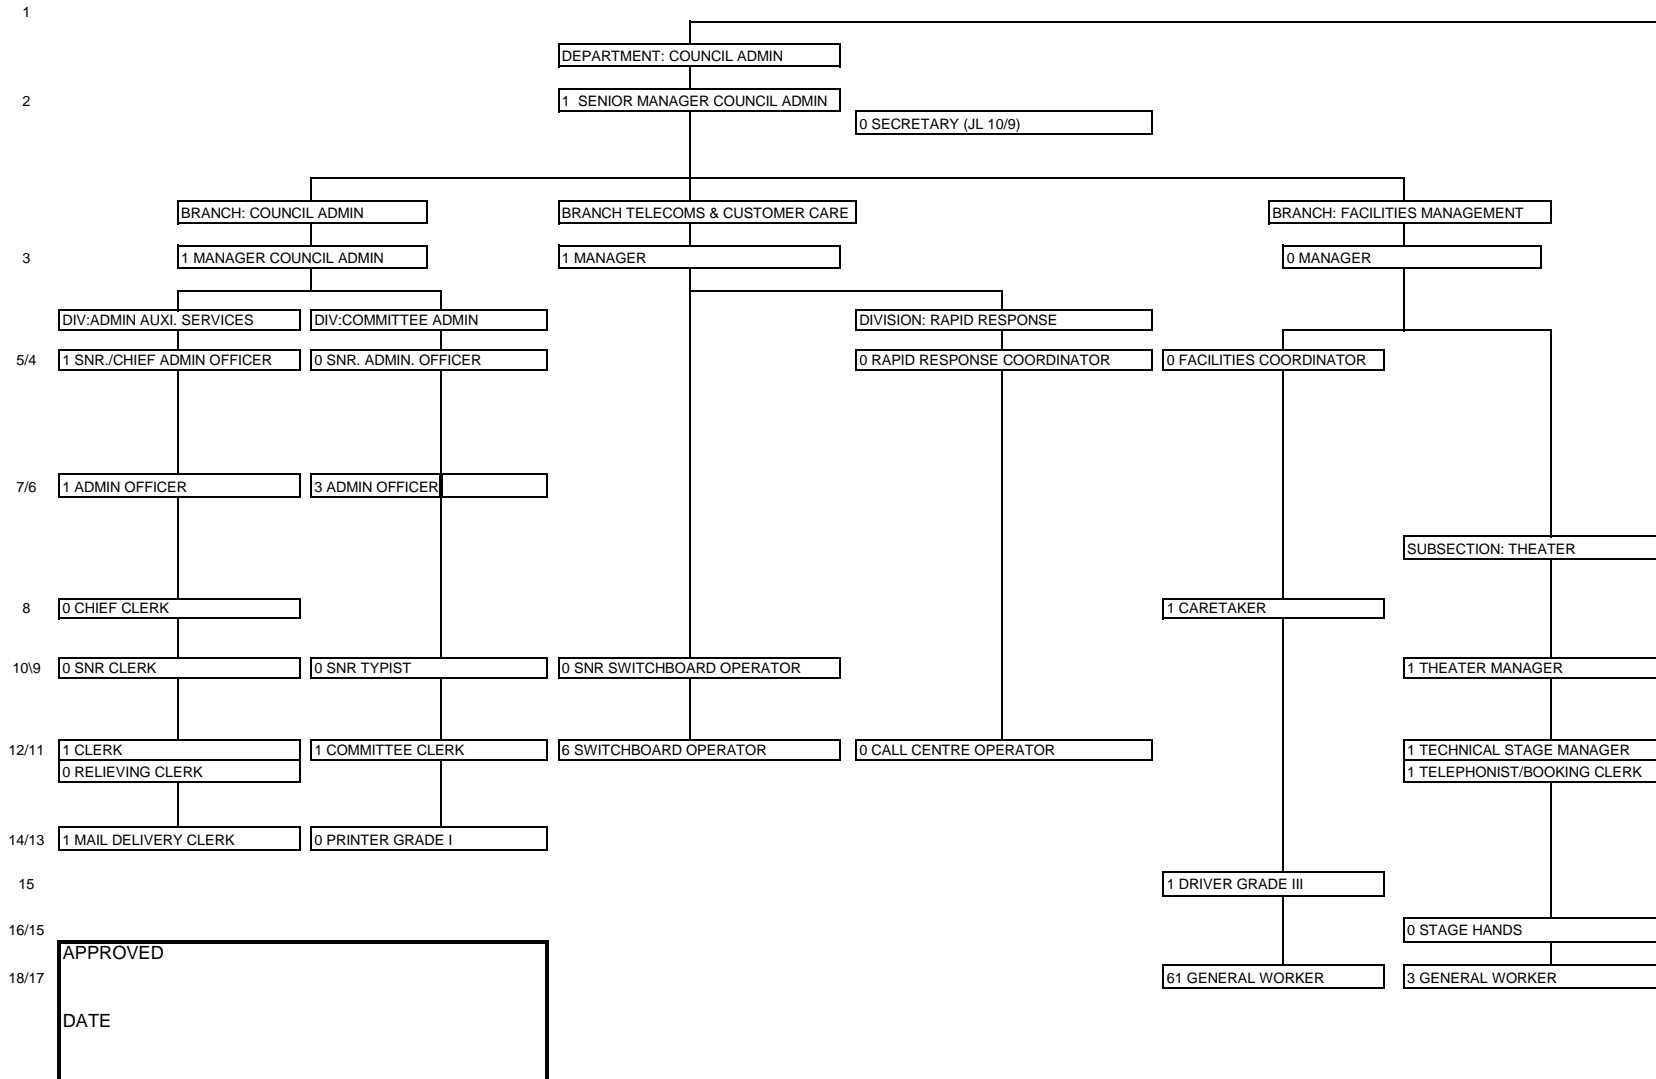 1
DEPARTMENT: COUNCIL ADMIN
2
1 SENIOR MANAGER COUNCIL ADMIN
0 SECRETARY (JL 10/9)
BRANCH: COUNCIL ADMIN
BRANCH TELECOMS & CUSTOMER CARE
BRANCH: FACILITIES MANAGEMENT
3
1 MANAGER COUNCIL ADMIN
1 MANAGER
0 MANAGER
DIV:ADMIN AUXI. SERVICES
DIV:COMMITTEE ADMIN
DIVISION: RAPID RESPONSE
5/4
1 SNR./CHIEF ADMIN OFFICER
0 SNR. ADMIN. OFFICER
0 RAPID RESPONSE COORDINATOR
0 FACILITIES COORDINATOR
7/6
1 ADMIN OFFICER
3 ADMIN OFFICER
SUBSECTION: THEATER
8
0 CHIEF CLERK
1 CARETAKER
10\9
0 SNR CLERK
0 SNR TYPIST
0 SNR SWITCHBOARD OPERATOR
1 THEATER MANAGER
12/11
1 CLERK
1 COMMITTEE CLERK
6 SWITCHBOARD OPERATOR
0 CALL CENTRE OPERATOR
1 TECHNICAL STAGE MANAGER
0 RELIEVING CLERK
1 TELEPHONIST/BOOKING CLERK
14/13
1 MAIL DELIVERY CLERK
0 PRINTER GRADE I
15
1 DRIVER GRADE III
16/15
0 STAGE HANDS
APPROVED
18/17
61 GENERAL WORKER
3 GENERAL WORKER
DATE